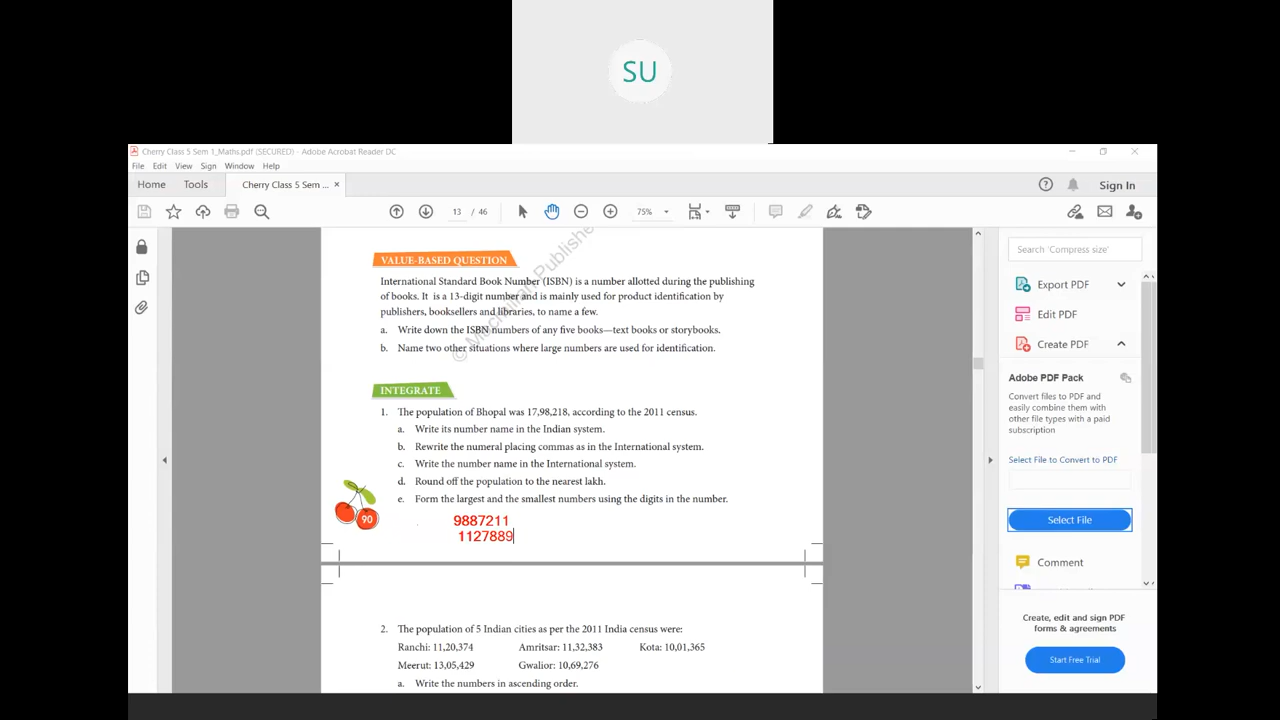 SU
Cherry Class 5 Sem 1_Maths.pdf (SECURED) - Adobe Acrobat Reader DC
File Edit View Sign Window Help
Home Tools Cherry Class 5 Sem ... × Sign In
13 / 46 75%
Search 'Compress size'
Export PDF
Edit PDF
Create PDF
Adobe PDF Pack
Convert files to PDF and
easily combine them with
other file types with a paid
subscription
Select File to Convert to PDF
Select File
Comment
Create, edit and sign PDF
forms & agreements
Start Free Trial
VALUE-BASED QUESTION
International Standard Book Number (ISBN) is a number allotted during the publishing
of books. It is a 13-digit number and is mainly used for product identification by
publishers, booksellers and libraries, to name a few.
a. Write down the ISBN numbers of any five books—text books or storybooks.
b. Name two other situations where large numbers are used for identification.
INTEGRATE
1. The population of Bhopal was 17,98,218, according to the 2011 census.
a. Write its number name in the Indian system.
b. Rewrite the numeral placing commas as in the International system.
c. Write the number name in the International system.
d. Round off the population to the nearest lakh.
e. Form the largest and the smallest numbers using the digits in the number.
90
9887211
1127889
2. The population of 5 Indian cities as per the 2011 India census were:
Ranchi: 11,20,374 Amritsar: 11,32,383 Kota: 10,01,365
Meerut: 13,05,429 Gwalior: 10,69,276
a. Write the numbers in ascending order.